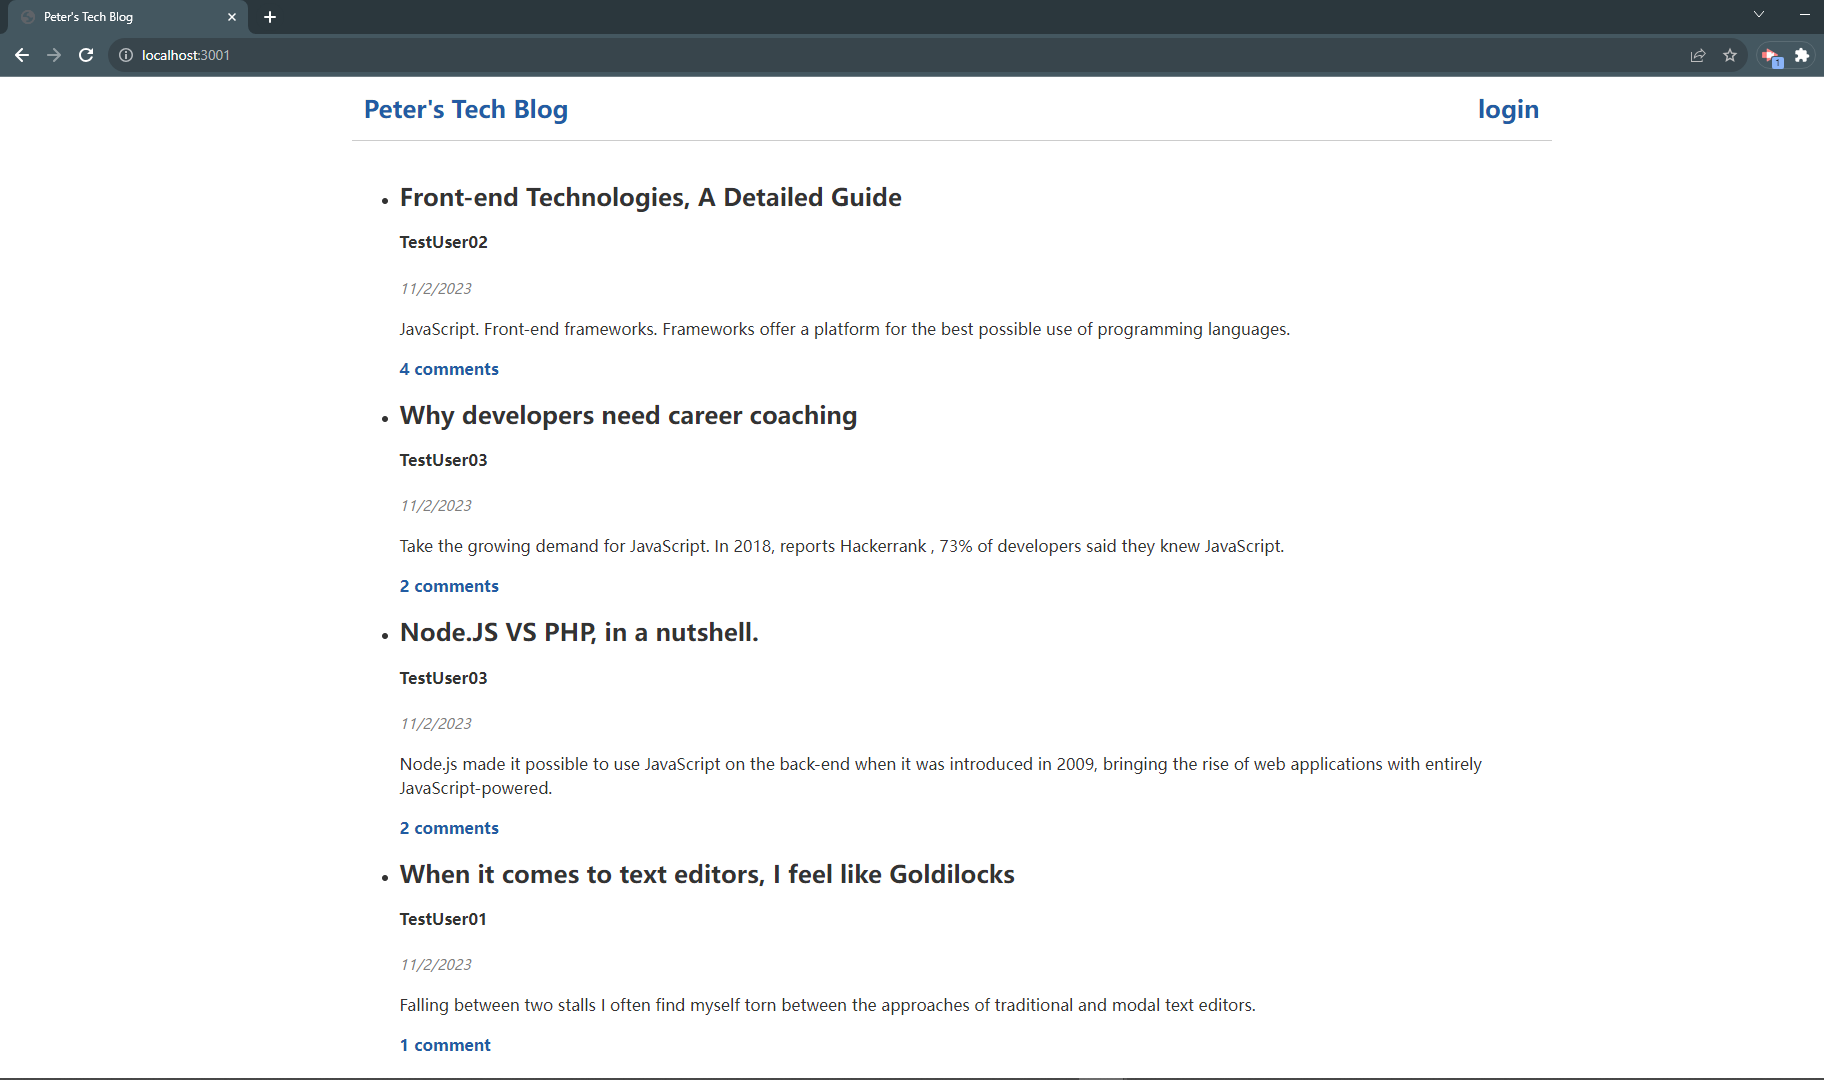 Peter's Tech Blog
localhost:3001
1
Peter's Tech Blog
login
Front-end Technologies, A Detailed Guide
TestUser02
11/2/2023
JavaScript. Front-end frameworks. Frameworks offer a platform for the best possible use of programming languages.
4 comments
Why developers need career coaching
TestUser03
11/2/2023
Take the growing demand for JavaScript. In 2018, reports Hackerrank , 73% of developers said they knew JavaScript.
2 comments
Node.JS VS PHP, in a nutshell.
TestUser03
11/2/2023
Node.js made it possible to use JavaScript on the back-end when it was introduced in 2009, bringing the rise of web applications with entirely
JavaScript-powered.
2 comments
When it comes to text editors, I feel like Goldilocks
TestUser01
11/2/2023
Falling between two stalls I often find myself torn between the approaches of traditional and modal text editors.
1 comment